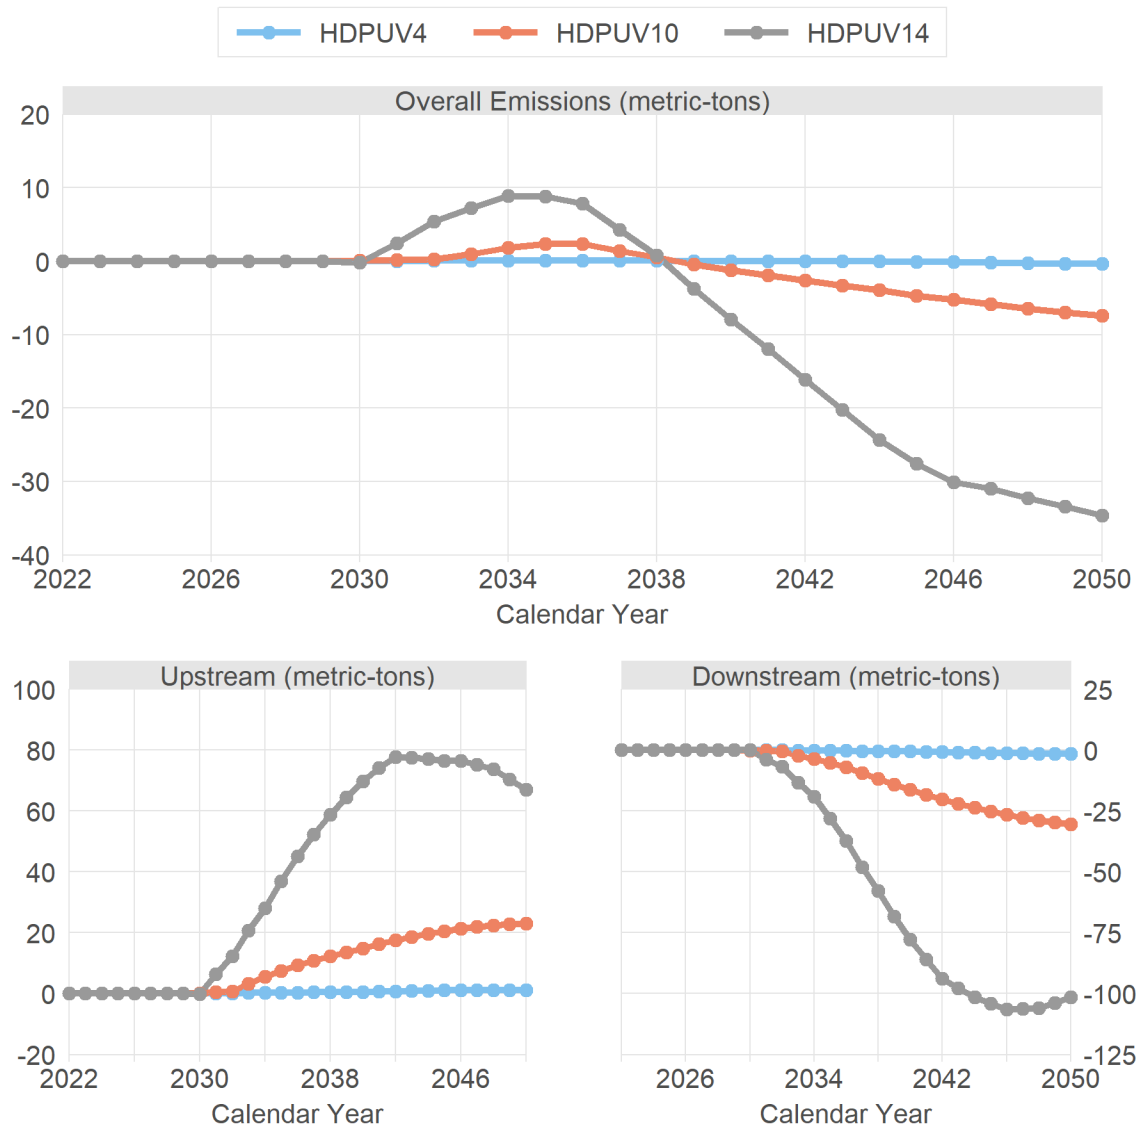 HDPUV4 HDPUV10 HDPUV14
Overall Emissions (metric-tons)
20
10
0
-10
-20
-30
-40
2022 2026 2030 2034 2038 2042 2046 2050
Calendar Year
Upstream (metric-tons)
100
80
60
40
20
0
-20
2022 2030 2038 2046
Calendar Year
Downstream (metric-tons)
25
0
-25
-50
-75
-100
-125
2026 2034 2042 2050
Calendar Year